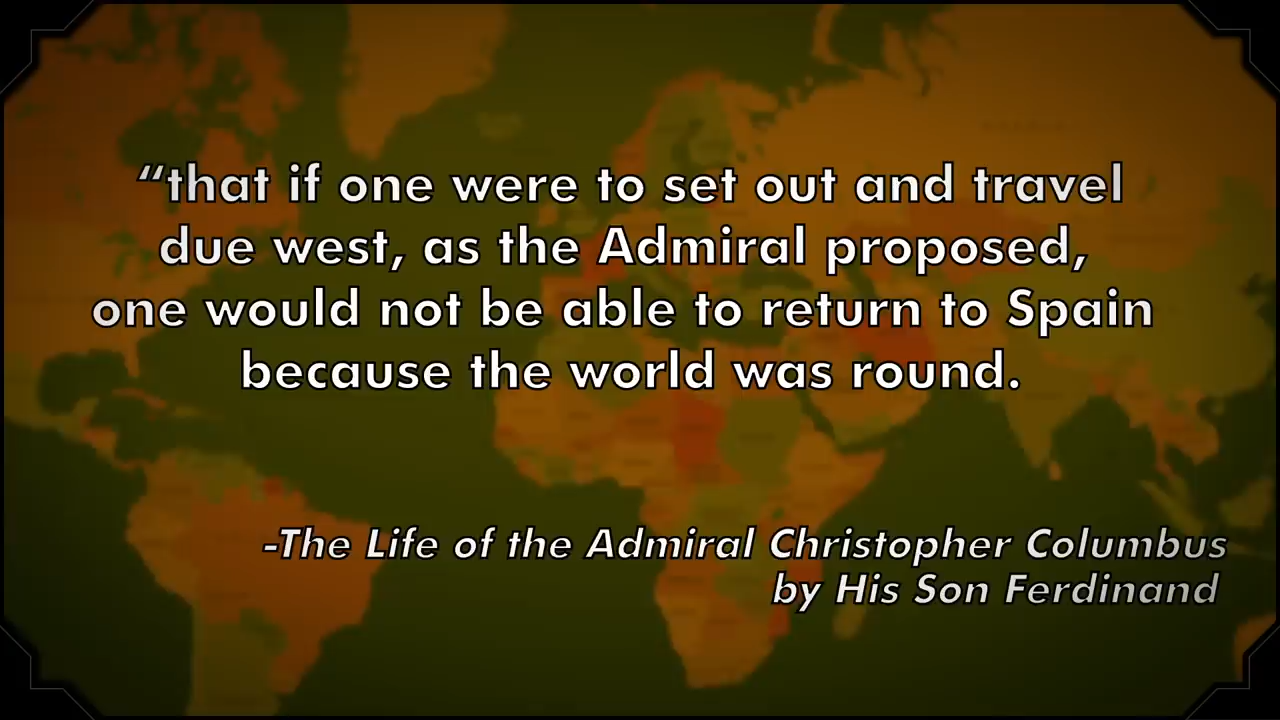 “that if one were to set out and travel
due west, as the Admiral proposed,
one would not be able to return to Spain
because the world was round.
-The Life of the Admiral Christopher Columbus
by His Son Ferdinand